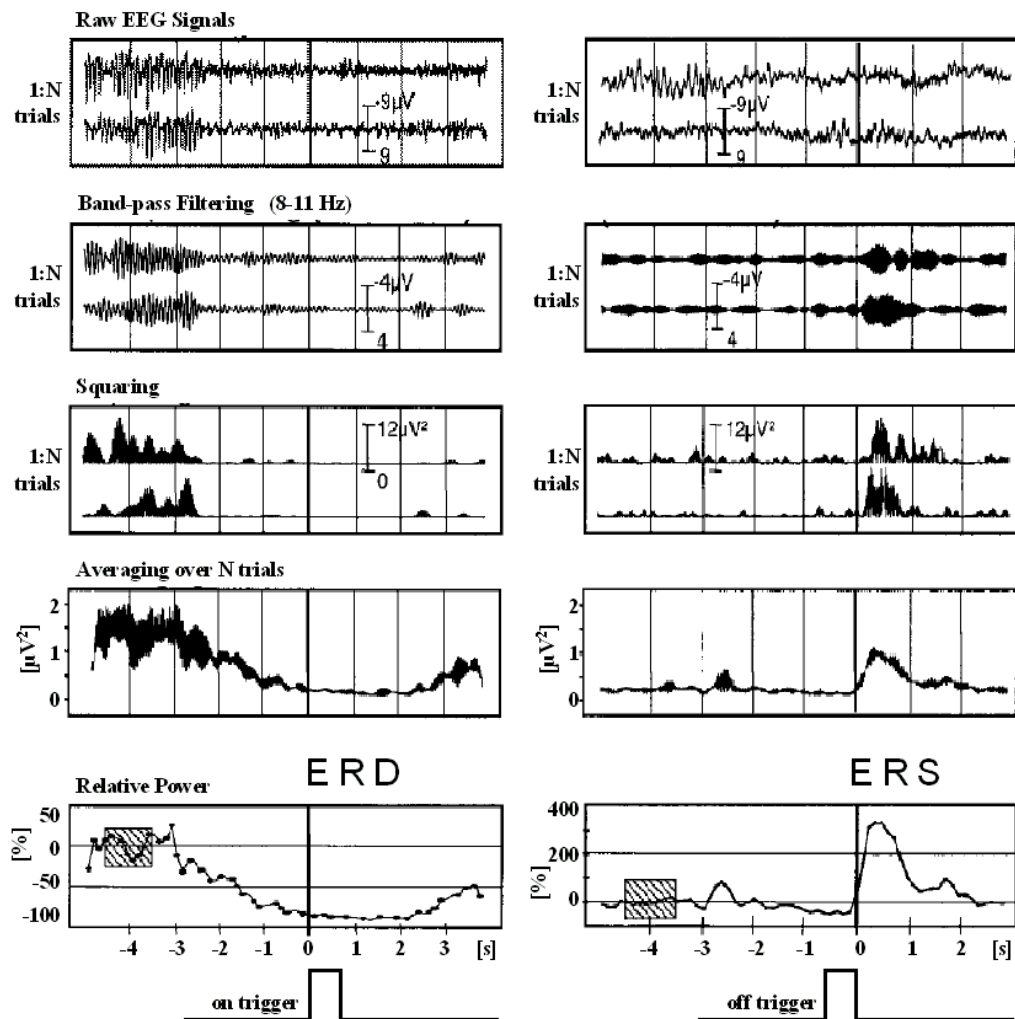 Raw EEG Signals
1:N
trials
-9µV
9
1:N
trials
-9µV
9
Band-pass Filtering (8-11 Hz)
1:N
trials
-4µV
4
1:N
trials
-4µV
4
Squaring
1:N
trials
12µV²
0
1:N
trials
12µV²
Averaging over N trials
[µV²]
2
1
0
[µV²]
2
1
0
Relative Power
ERD
[%]
50
0
-50
-100
-4 -3 -2 -1 0 1 2 3 [s]
ERS
[%]
400
200
0
-4 -3 -2 -1 0 1 2 [s]
on trigger
off trigger